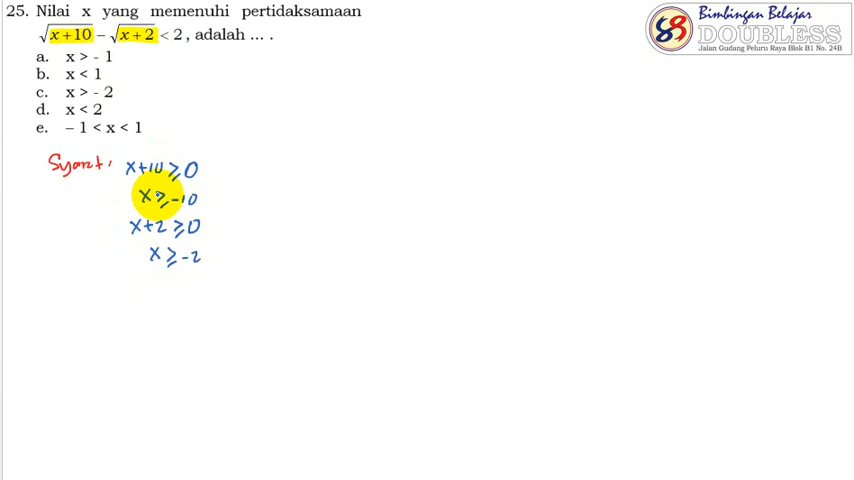 25. Nilai x yang memenuhi pertidaksamaan
√x + 10 – √x + 2 < 2 , adalah ... .
a. x > - 1
b. x < 1
c. x > - 2
d. x < 2
e. – 1 < x < 1
Syarat:
x+10 ≥ 0
x ≥ -10
x+2 ≥ 0
x ≥ -2
Bimbingan Belajar
DOUBLESS
Jalan Gudang Peluru Raya Blok B1 No. 24B